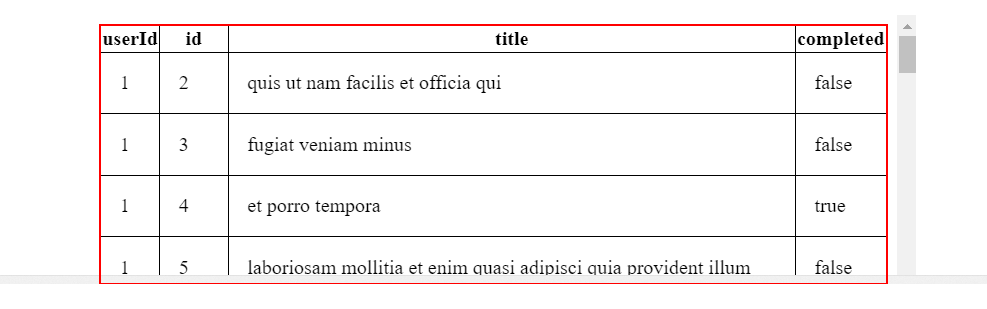 userId id title completed
1 2 quis ut nam facilis et officia qui false
1 3 fugiat veniam minus false
1 4 et porro tempora true
1 5 laboriosam mollitia et enim quasi adipisci quia provident illum false